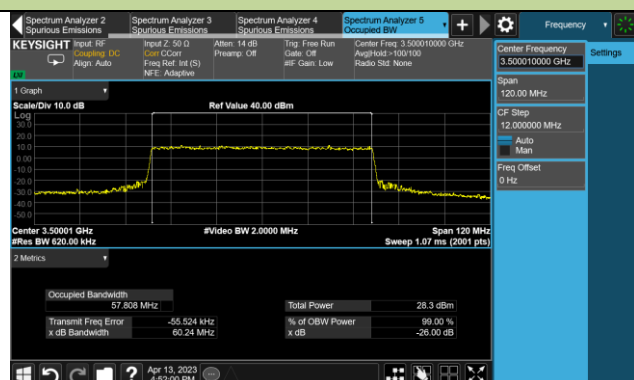 Spectrum Analyzer 2
Spurious Emissions
Spectrum Analyzer 3
Spurious Emissions
Spectrum Analyzer 4
Spurious Emissions
Spectrum Analyzer 5
Occupied BW
Frequency
KEYSIGHT
Input: RF
Coupling: DC
Align: Auto
Input Z: 50 Ω
Corr CCorr
Freq Ref: Int (S)
NFE: Adaptive
Atten: 14 dB
Preamp: Off
Trig: Free Run
Gate: Off
#IF Gain: Low
Center Freq: 3.500010000 GHz
Avg|Hold:>100/100
Radio Std: None
Center Frequency
3.500010000 GHz
Settings
Span
120.00 MHz
CF Step
12.000000 MHz
Auto
Man
Freq Offset
0 Hz
1 Graph
Scale/Div 10.0 dB
Ref Value 40.00 dBm
Log
30.0
20.0
10.0
0.00
-10.0
-20.0
-30.0
-40.0
-50.0
Center 3.50001 GHz
#Video BW 2.0000 MHz
Span 120 MHz
#Res BW 620.00 kHz
Sweep 1.07 ms (2001 pts)
2 Metrics
Occupied Bandwidth
57.808 MHz
Total Power
28.3 dBm
Transmit Freq Error
-55.524 kHz
% of OBW Power
99.00 %
x dB Bandwidth
60.24 MHz
x dB
-26.00 dB
Apr 13, 2023
4:52:00 PM